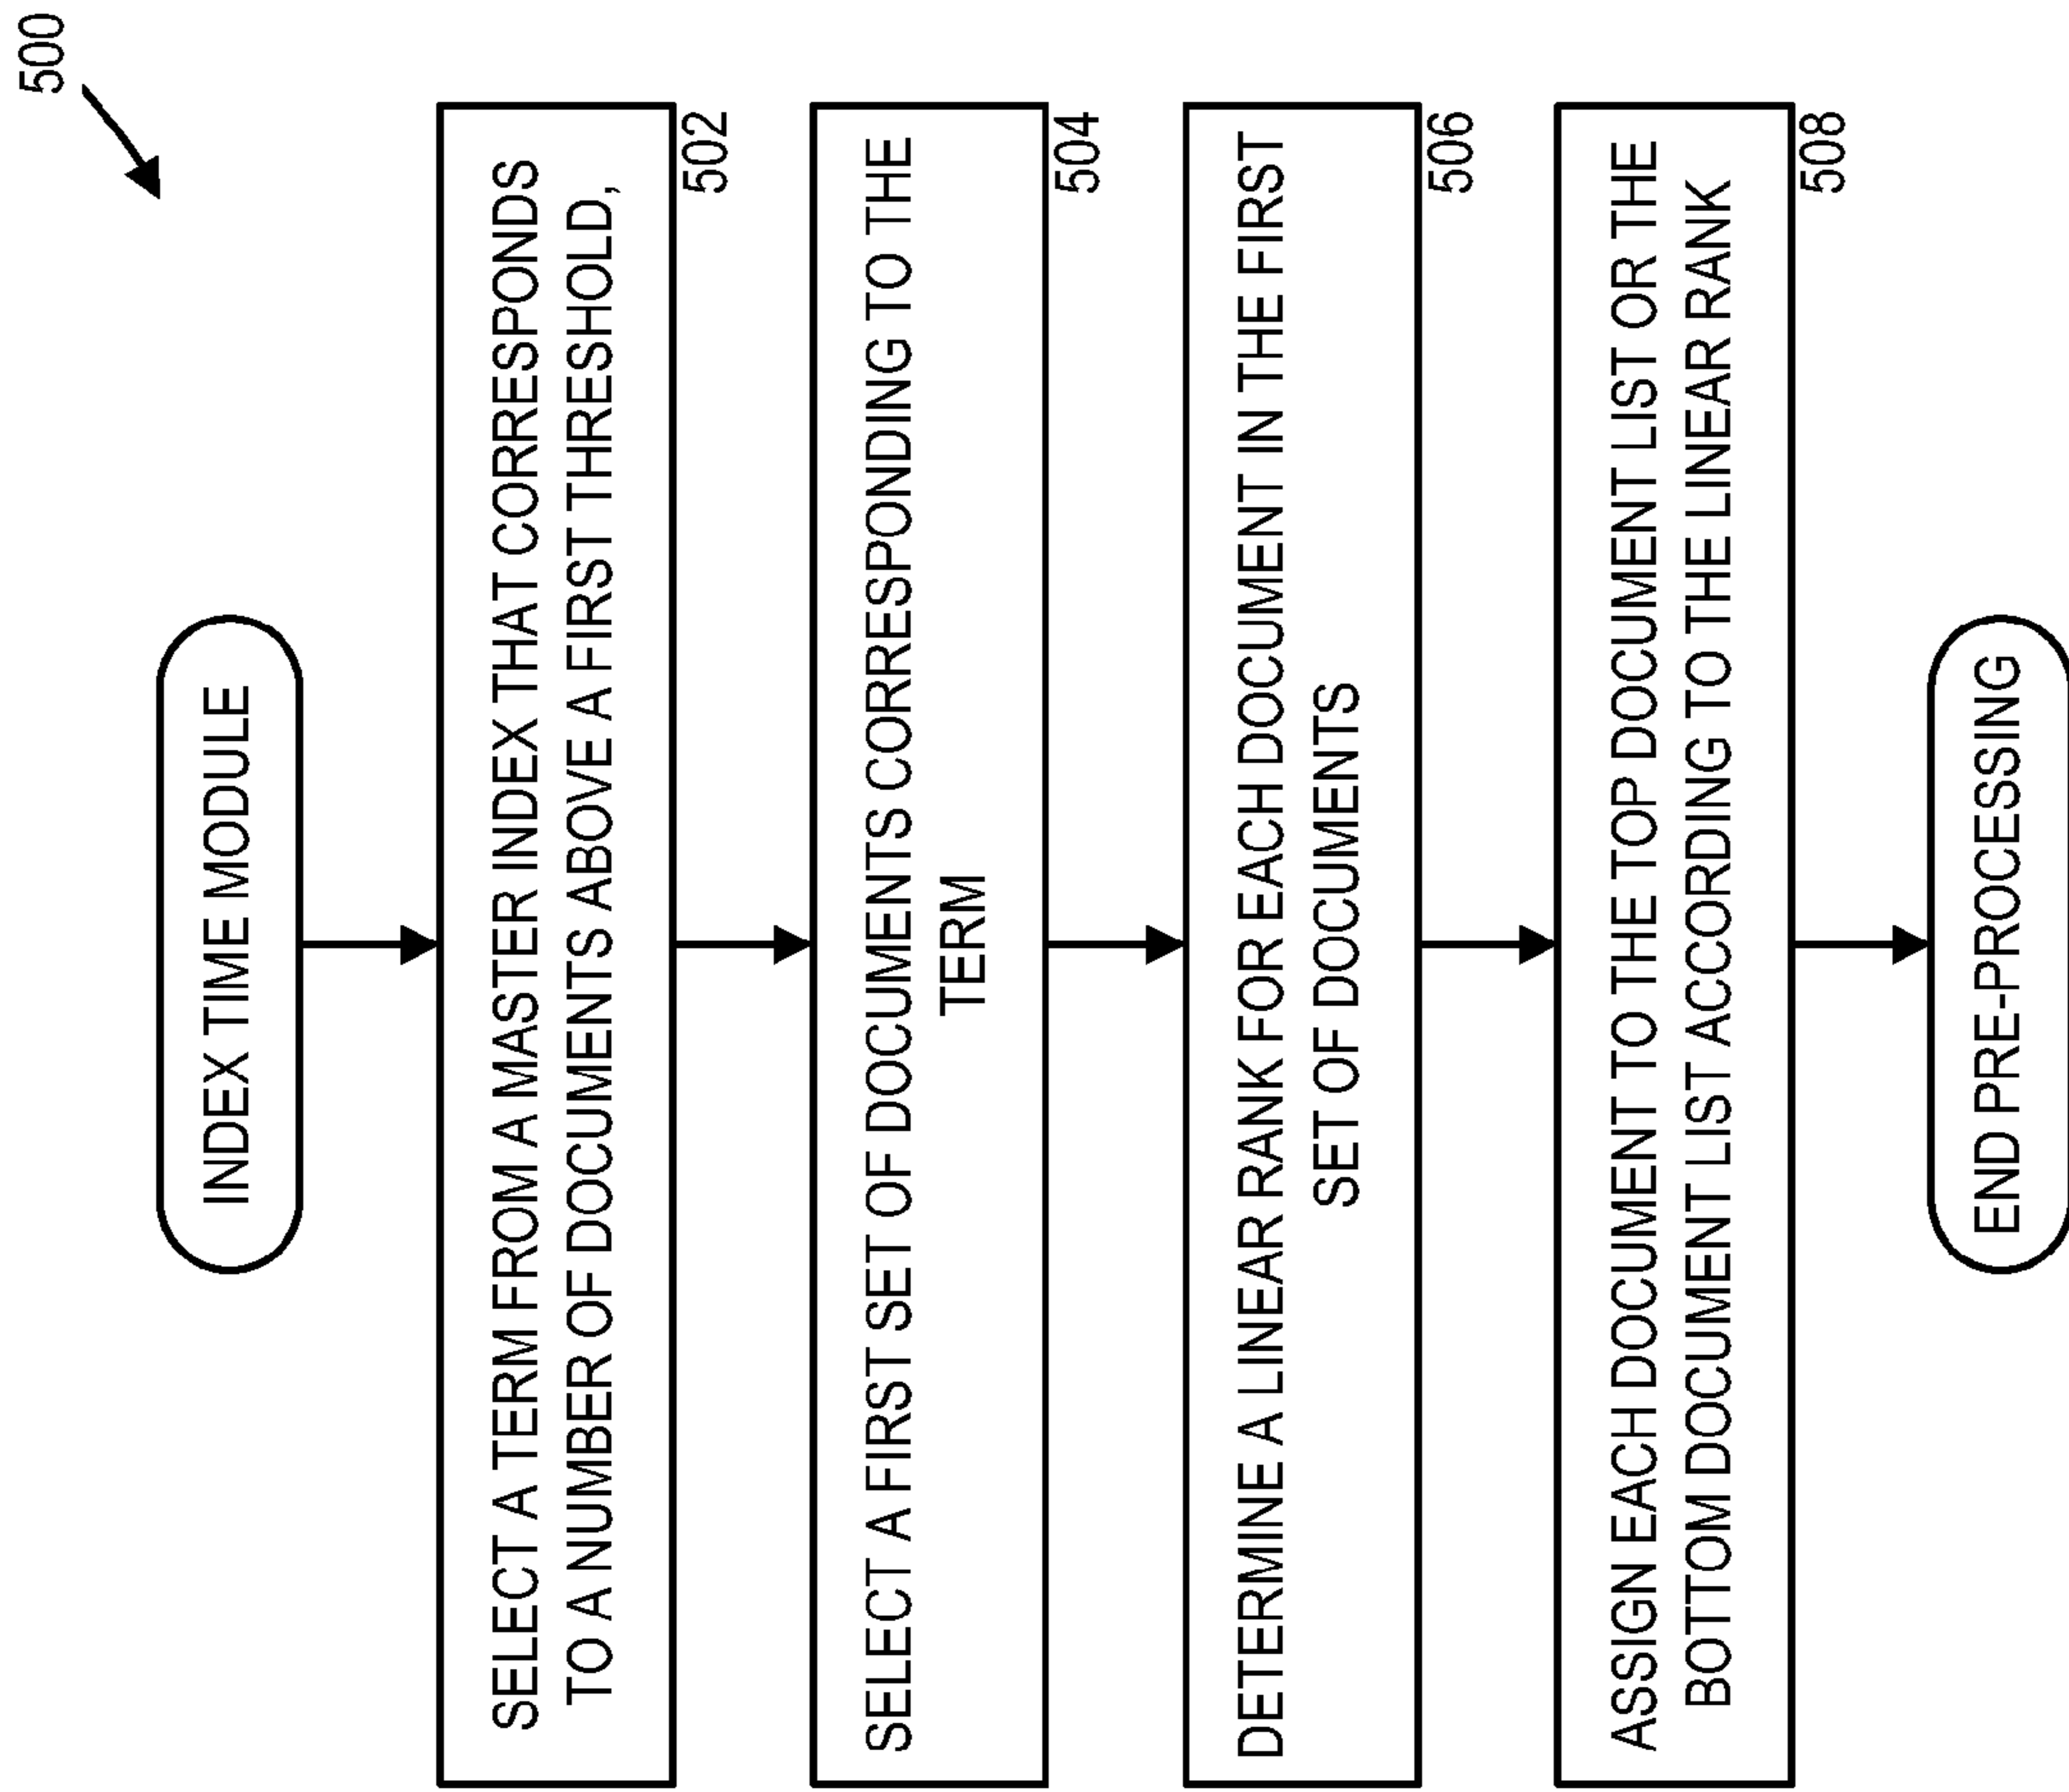 500
INDEX TIME MODULE
SELECT A TERM FROM A MASTER INDEX THAT CORRESPONDS
TO A NUMBER OF DOCUMENTS ABOVE A FIRST THRESHOLD,
502
SELECT A FIRST SET OF DOCUMENTS CORRESPONDING TO THE
TERM
504
DETERMINE A LINEAR RANK FOR EACH DOCUMENT IN THE FIRST
SET OF DOCUMENTS
506
ASSIGN EACH DOCUMENT TO THE TOP DOCUMENT LIST OR THE
BOTTOM DOCUMENT LIST ACCORDING TO THE LINEAR RANK
508
END PRE-PROCESSING